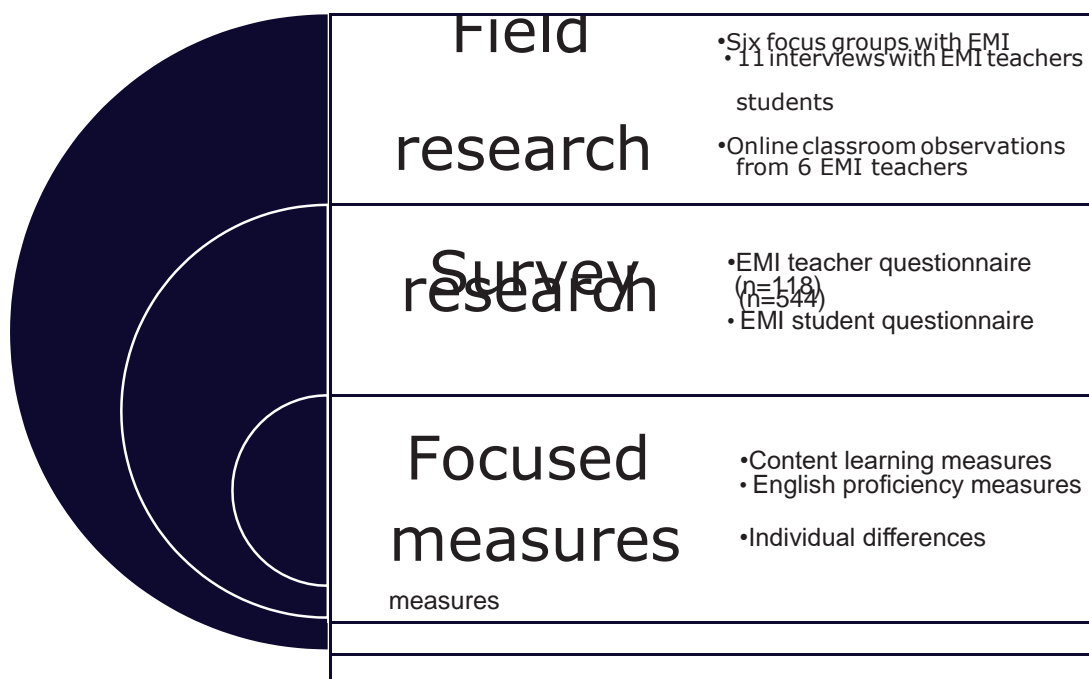 Field
research
•Six focus groups with EMI
• 11 interviews with EMI teachers
students
•Online classroom observations
from 6 EMI teachers
Survey
research
•EMI teacher questionnaire
(n=118)
(n=544)
• EMI student questionnaire
Focused
measures
•Content learning measures
• English proficiency measures
•Individual differences
measures